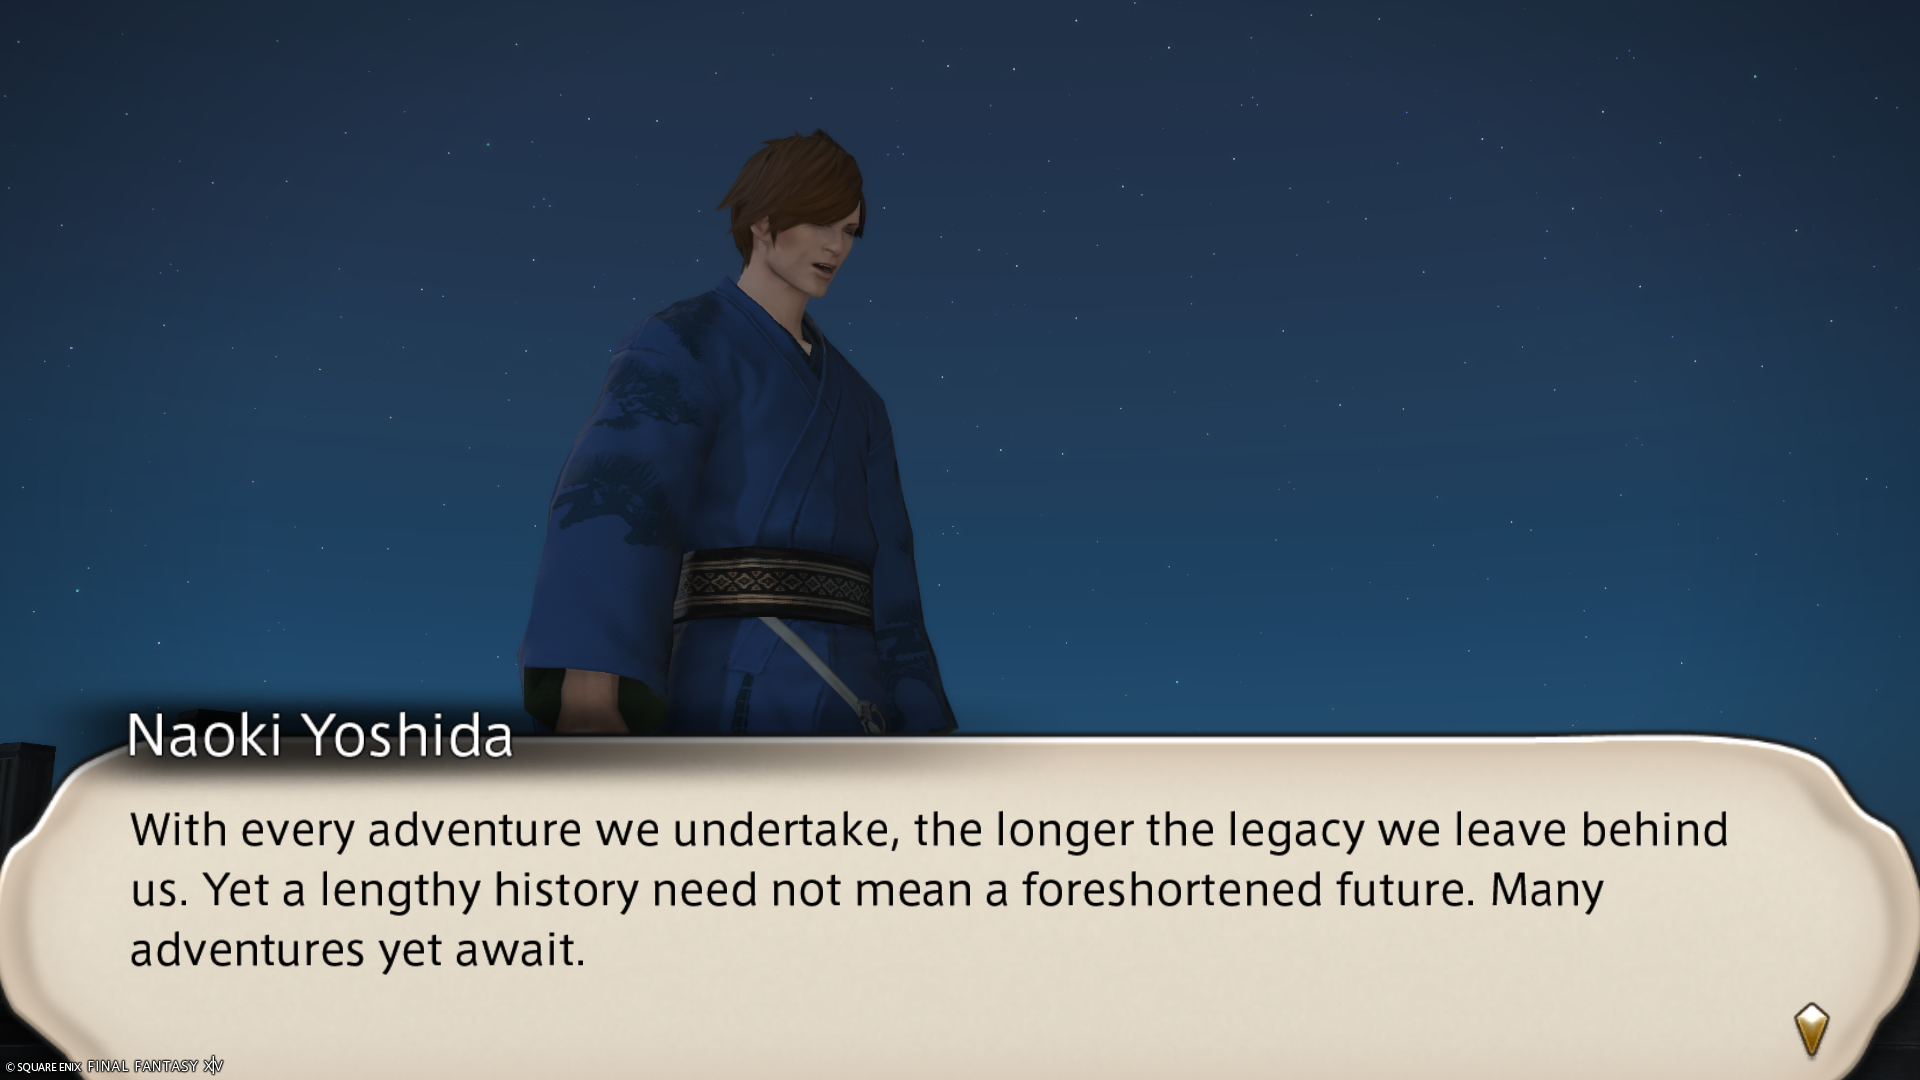 Naoki Yoshida
With every adventure we undertake, the longer the legacy we leave behind
us. Yet a lengthy history need not mean a foreshortened future. Many
adventures yet await.
© SQUARE ENIX FINAL FANTASY XIV